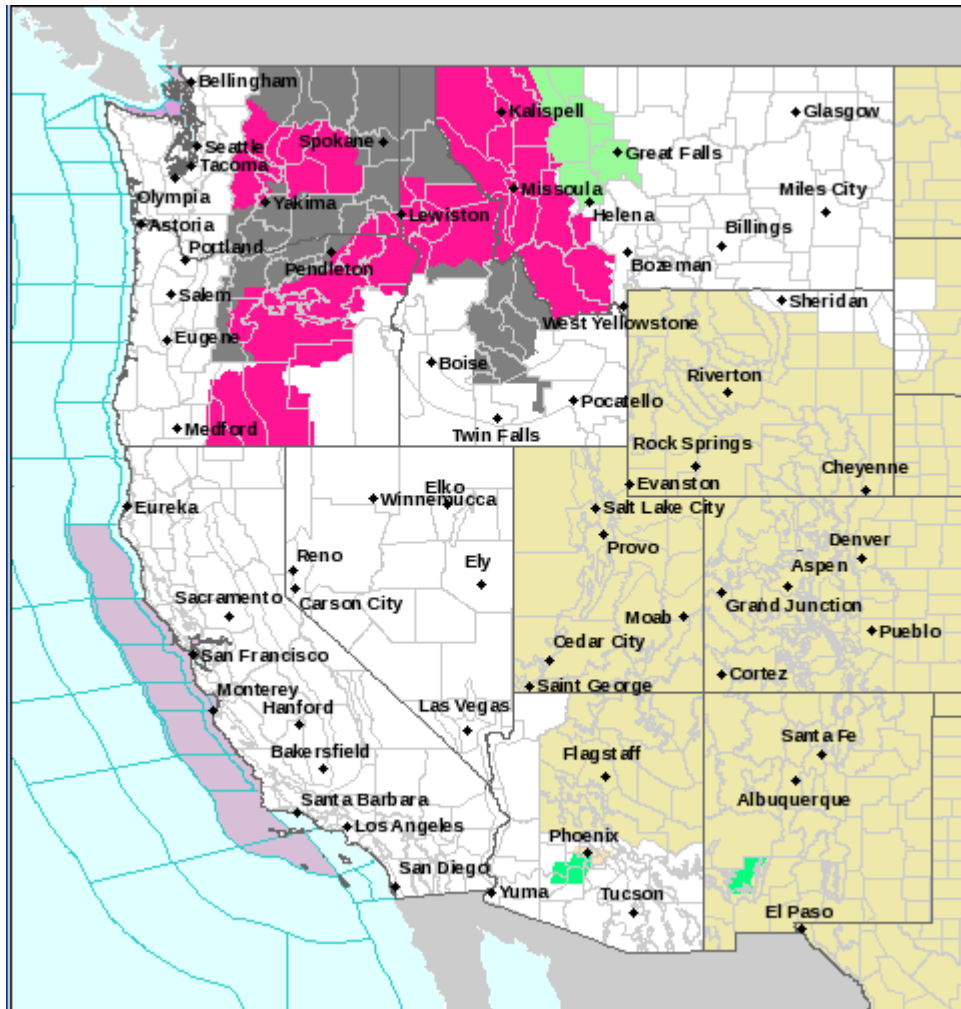 Bellingham
Kalispell
Glasgow
Seattle
Spokane
Great Falls
Tacoma
Olympia
Missoula
Miles City
Yakima
Lewiston
Helena
Astoria
Billings
Portland
Pendleton
Bozeman
Salem
Sheridan
West Yellowstone
Eugene
Boise
Riverton
Pocatello
Medford
Twin Falls
Rock Springs
Cheyenne
Elko
Evanston
Winnemucca
Eureka
Salt Lake City
Provo
Denver
Reno
Ely
Aspen
Sacramento
Carson City
Grand Junction
Moab
Pueblo
San Francisco
Cedar City
Cortez
Saint George
Monterey
Hanford
Las Vegas
Santa Fe
Bakersfield
Flagstaff
Albuquerque
Santa Barbara
Los Angeles
Phoenix
San Diego
Yuma
Tucson
El Paso